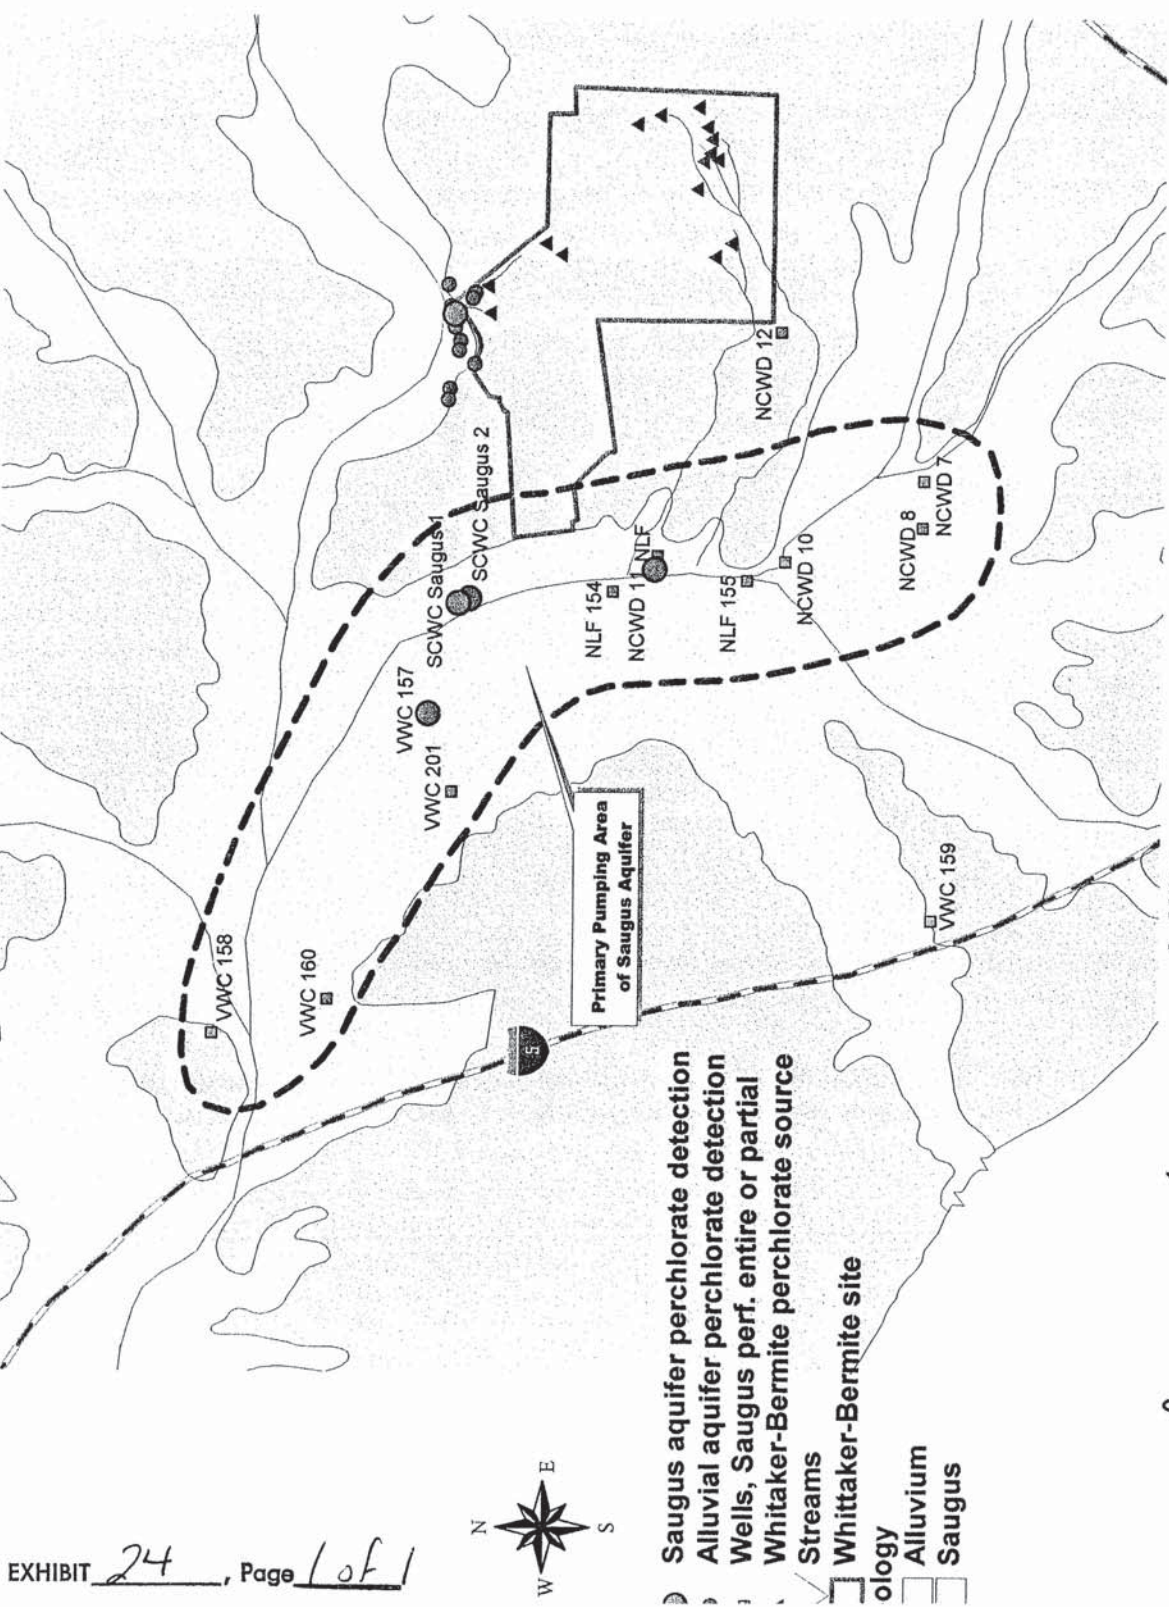 EXHIBIT 24, Page 1 of 1
N
W
E
S
VWC 158
VWC 160
VWC 201
VWC 157
SCWC Saugus 1
SCWC Saugus 2
NLF 154
NCWD 11
NLF
NLF 155
NCWD 10
NCWD 12
NCWD 8
NCWD 7
VWC 159
5
Primary Pumping Area
of Saugus Aquifer
Saugus aquifer perchlorate detection
Alluvial aquifer perchlorate detection
Wells, Saugus perf. entire or partial
Whitaker-Bermite perchlorate source
Streams
Whittaker-Bermite site
ology
Alluvium
Saugus